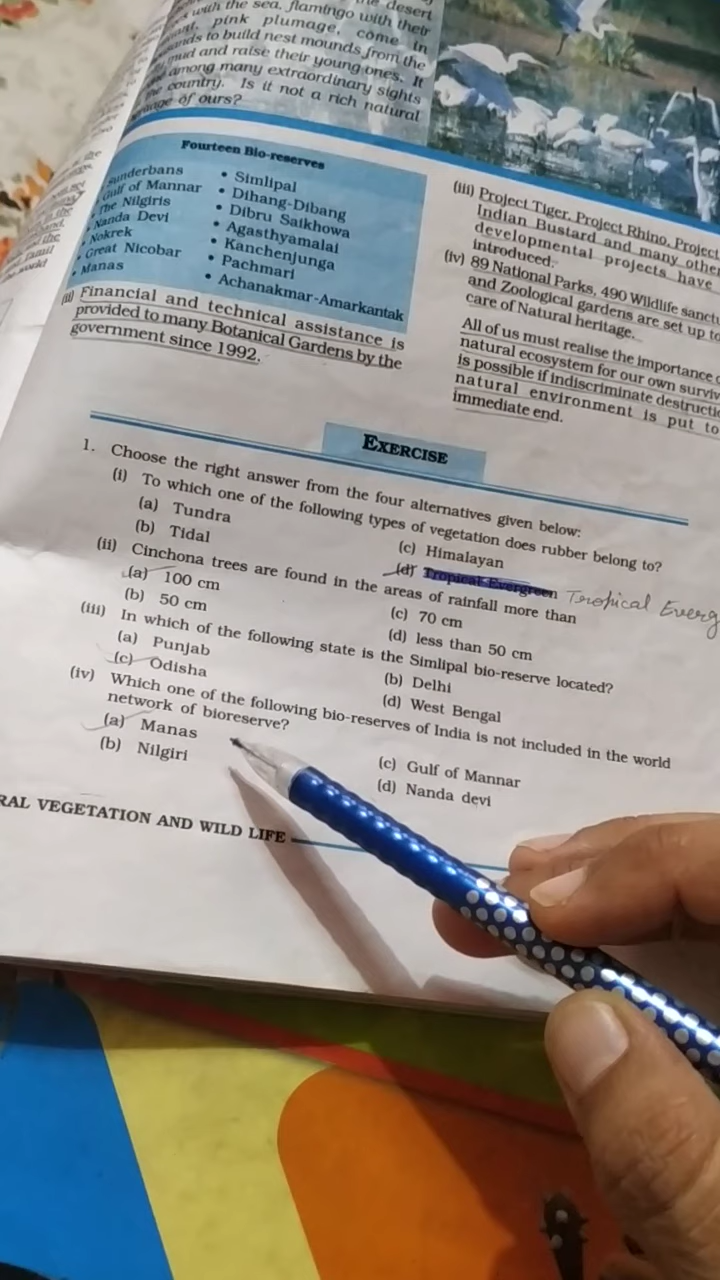 the desert
with the sea, flamingo with their
pink plumage, come in
to build nest mounds from the
mud and raise their young ones. It
among many extraordinary sights
country. Is it not a rich natural
of ours?
Fourteen Bio-reserves
Sunderbans
Gulf of Mannar
• The Nilgiris
• Nanda Devi
• Nokrek
• Great Nicobar
• Manas
• Simlipal
• Dihang-Dibang
• Dibru Saikhowa
• Agasthyamalai
• Kanchenjunga
• Pachmari
• Achanakmar-Amarkantak
(ii) Financial and technical assistance is
provided to many Botanical Gardens by the
government since 1992.
(iii) Project Tiger, Project Rhino, Project
Indian Bustard and many other
developmental projects have
introduced.
(iv) 89 National Parks, 490 Wildlife
and Zoological gardens are set up to
care of Natural heritage.
All of us must realise the importance
natural ecosystem for our own
is possible if indiscriminate
natural environment is put to
immediate end.
EXERCISE
1. Choose the right answer from the four alternatives given below:
(i) To which one of the following types of vegetation does rubber belong to?
(a) Tundra
(b) Tidal
(c) Himalayan
(d) Tropical Evergreen Tropical Everg
(ii) Cinchona trees are found in the areas of rainfall more than
(a) 100 cm
(b) 50 cm
(c) 70 cm
(d) less than 50 cm
(iii) In which of the following state is the Simlipal bio-reserve located?
(a) Punjab
(b) Delhi
(c) Odisha
(d) West Bengal
(iv) Which one of the following bio-reserves of India is not included in the world
network of bioreserve?
(a) Manas
(b) Nilgiri
(c) Gulf of Mannar
(d) Nanda devi
RAL VEGETATION AND WILD LIFE